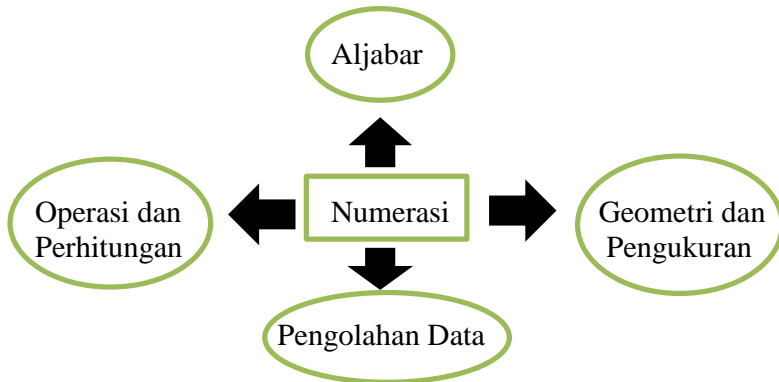 Aljabar
Operasi dan
Perhitungan
Numerasi
Geometri dan
Pengukuran
Pengolahan Data